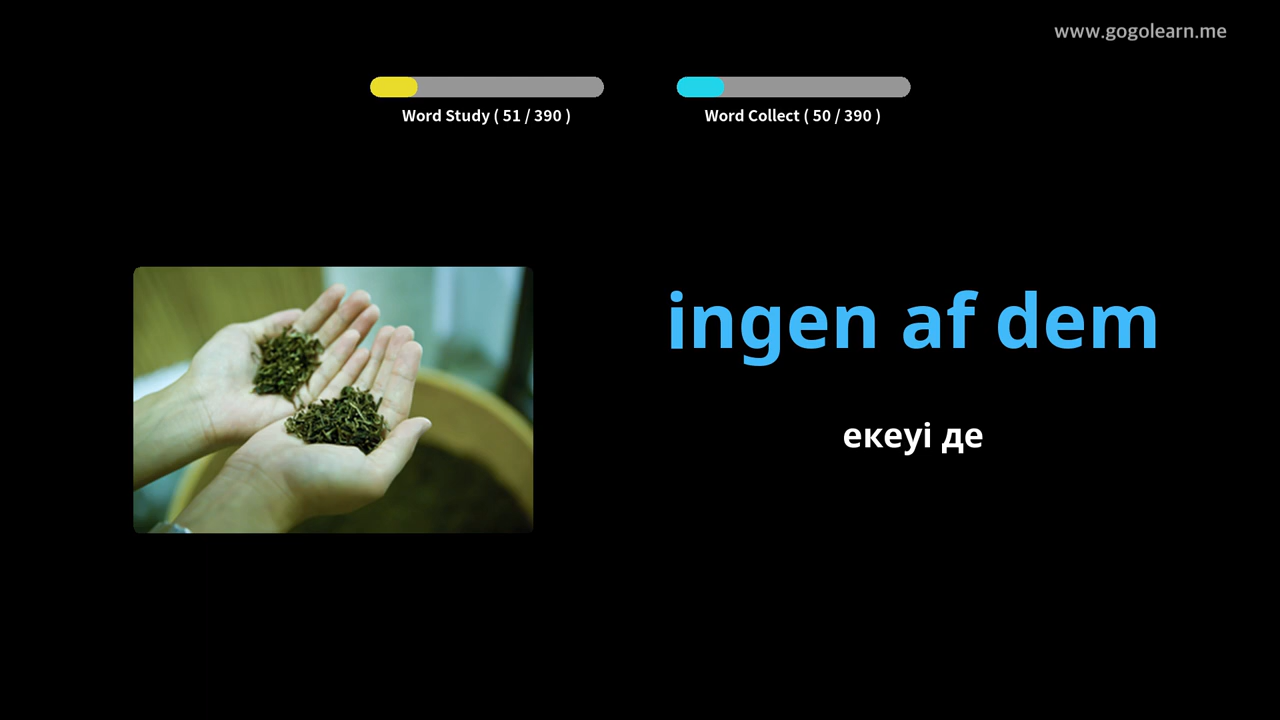 www.gogolearn.me
Word Study ( 51 / 390 )
Word Collect ( 50 / 390 )
ingen af dem
екеуі де